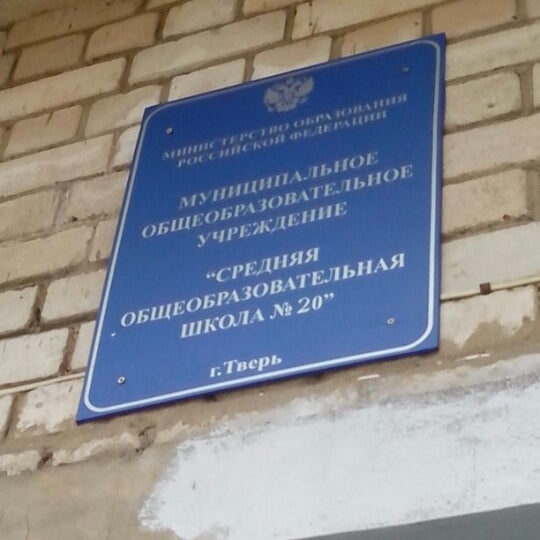 МИНИСТЕРСТВО ОБРАЗОВАНИЯ
РОССИЙСКОЙ ФЕДЕРАЦИИ
МУНИЦИПАЛЬНОЕ
ОБЩЕОБРАЗОВАТЕЛЬНОЕ
УЧРЕЖДЕНИЕ
"СРЕДНЯЯ
ОБЩЕОБРАЗОВАТЕЛЬНАЯ
ШКОЛА № 20"
г.Тверь